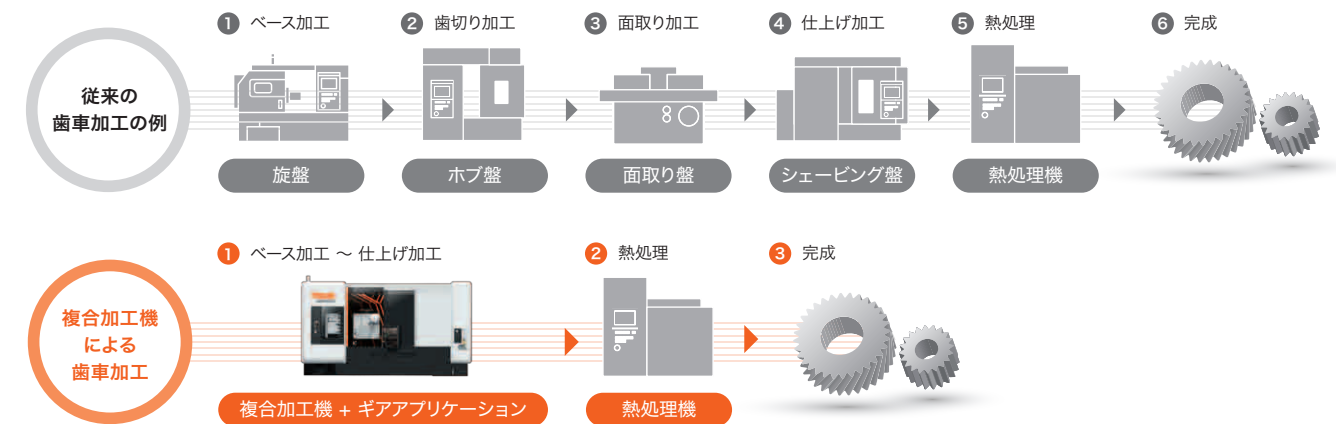 従来の
歯車加工の例
1 ベース加工
2 歯切り加工
3 面取り加工
4 仕上げ加工
5 熱処理
6 完成
旋盤
ホブ盤
面取り盤
シェービング盤
熱処理機
複合加工機
による
歯車加工
1 ベース加工 ～ 仕上げ加工
2 熱処理
3 完成
複合加工機 + ギアアプリケーション
熱処理機